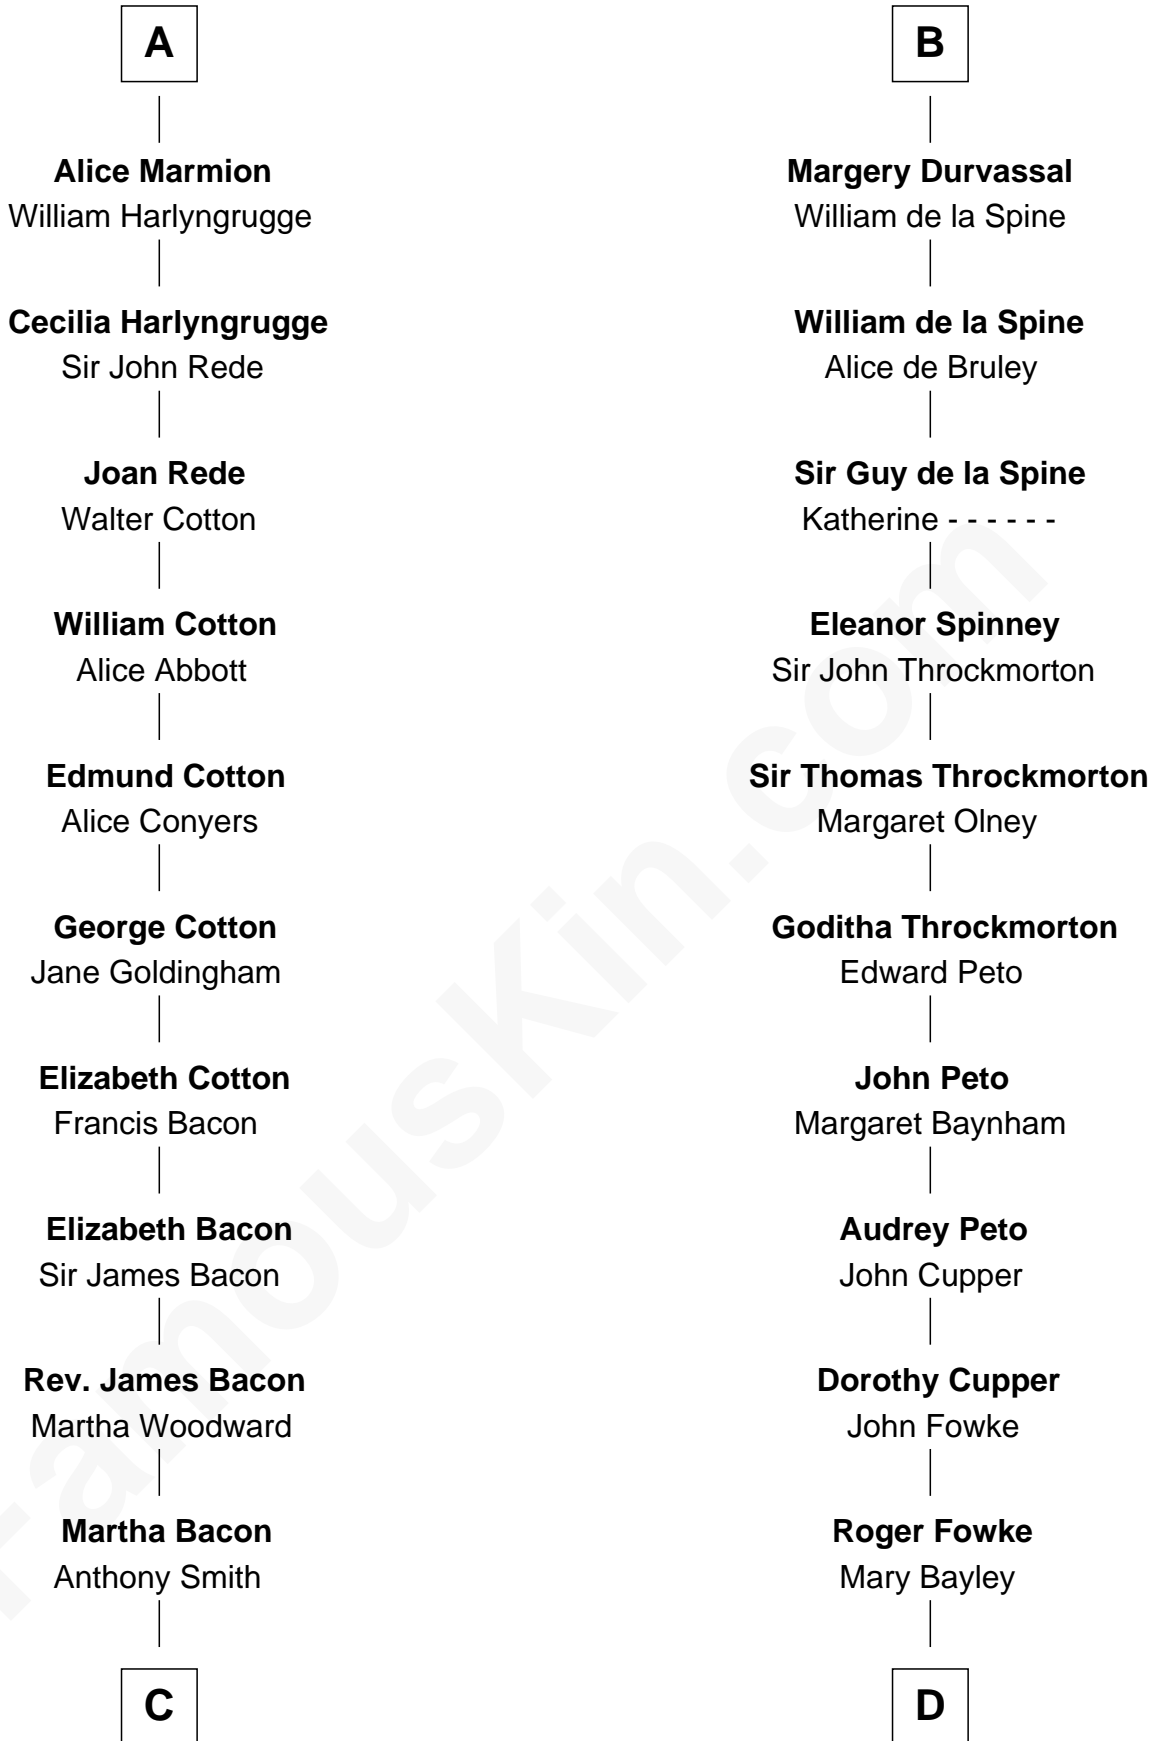 A
Alice Marmion
William Harlyngrugge
Cecilia Harlyngrugge
Sir John Rede
Joan Rede
Walter Cotton
William Cotton
Alice Abbott
Edmund Cotton
Alice Conyers
George Cotton
Jane Goldingham
Elizabeth Cotton
Francis Bacon
Elizabeth Bacon
Sir James Bacon
Rev. James Bacon
Martha Woodward
Martha Bacon
Anthony Smith
C
B
Margery Durvassal
William de la Spine
William de la Spine
Alice de Bruley
Sir Guy de la Spine
Katherine - - - - - -
Eleanor Spinney
Sir John Throckmorton
Sir Thomas Throckmorton
Margaret Olney
Goditha Throckmorton
Edward Peto
John Peto
Margaret Baynham
Audrey Peto
John Cupper
Dorothy Cupper
John Fowke
Roger Fowke
Mary Bayley
D
FamousKin.com